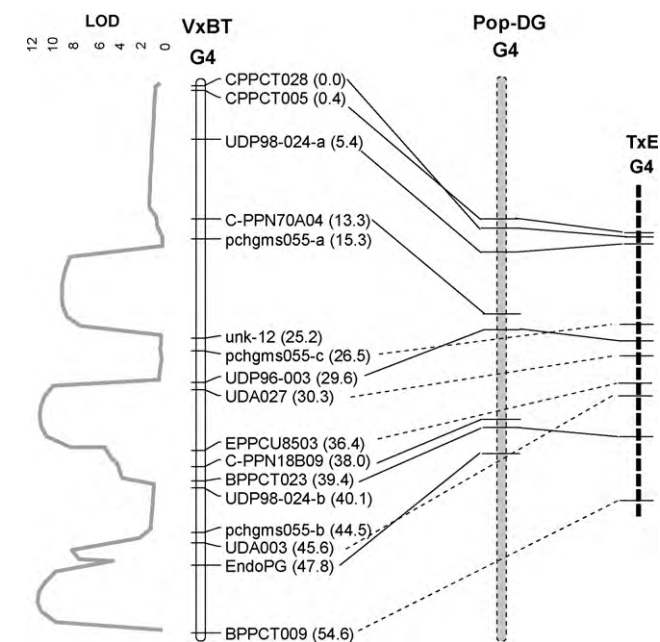 LOD
12 10 8 6 4 2 0
VxBT
G4
Pop-DG
G4
TxE
G4
CPPCT028 (0.0)
CPPCT005 (0.4)
UDP98-024-a (5.4)
C-PPN70A04 (13.3)
pchgms055-a (15.3)
unk-12 (25.2)
pchgms055-c (26.5)
UDP96-003 (29.6)
UDA027 (30.3)
EPPCU8503 (36.4)
C-PPN18B09 (38.0)
BPPCT023 (39.4)
UDP98-024-b (40.1)
pchgms055-b (44.5)
UDA003 (45.6)
EndoPG (47.8)
BPPCT009 (54.6)